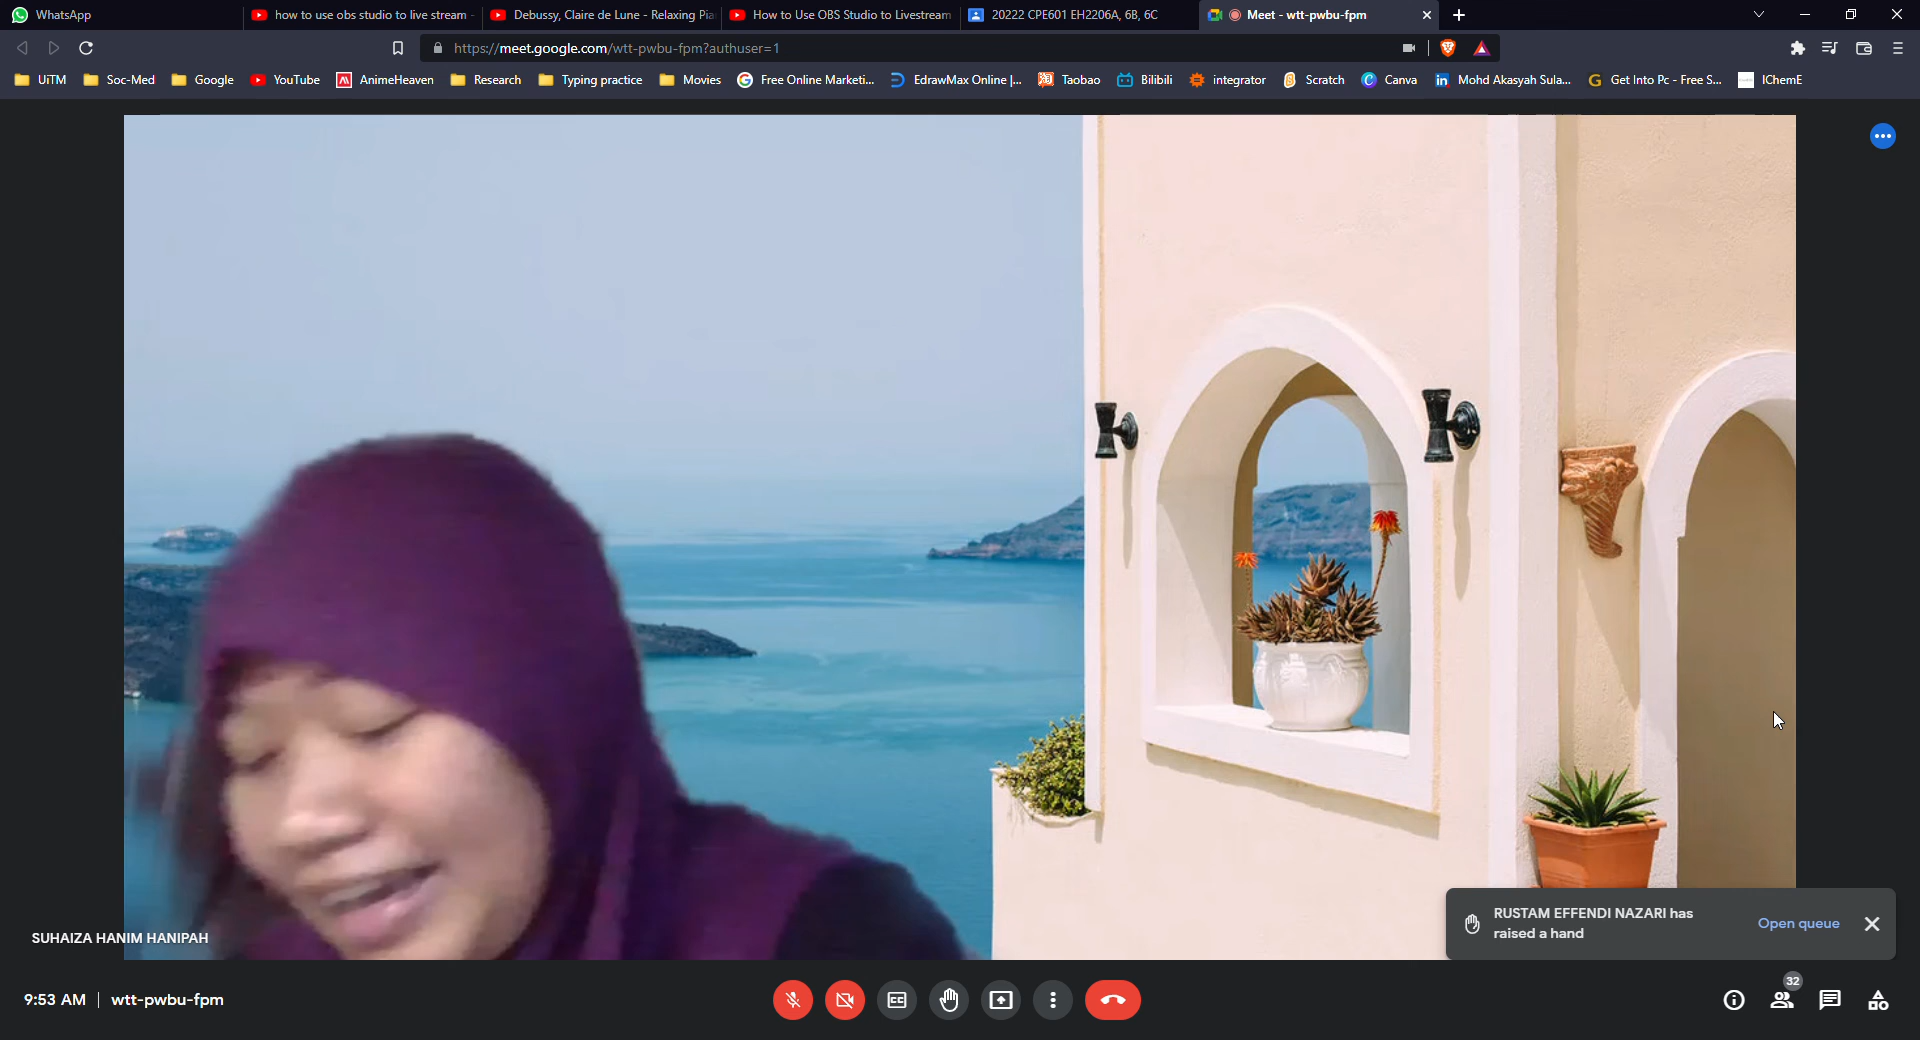 WhatsApp
how to use obs studio to live stream -
Debussy, Claire de Lune - Relaxing Pia
How to Use OBS Studio to Livestream
20222 CPE601 EH2206A, 6B, 6C
Meet - wtt-pwbu-fpm
https://meet.google.com/wtt-pwbu-fpm?authuser=1
UiTM
Soc-Med
Google
YouTube
AnimeHeaven
Research
Typing practice
Movies
Free Online Marketi...
EdrawMax Online |...
Taobao
Bilibili
integrator
Scratch
Canva
Mohd Akasyah Sula...
Get Into Pc - Free S...
IChemE
SUHAIZA HANIM HANIPAH
RUSTAM EFFENDI NAZARI has
raised a hand
Open queue
9:53 AM | wtt-pwbu-fpm
CC
32